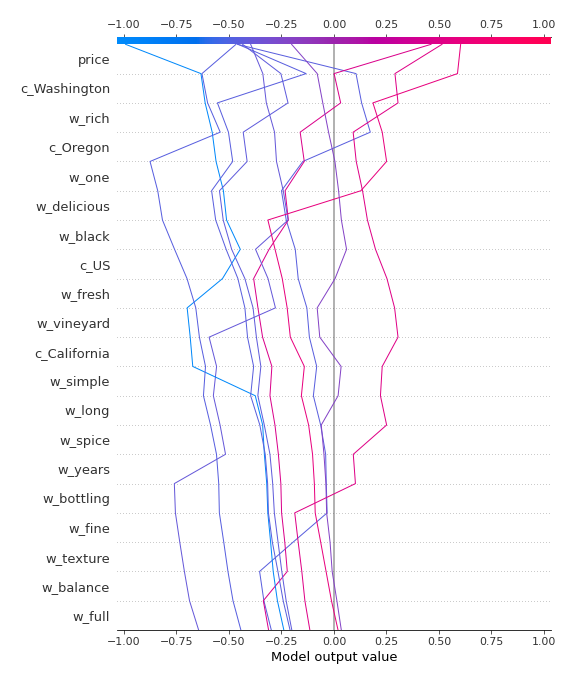 −1.00 −0.75 −0.50 −0.25 0.00 0.25 0.50 0.75 1.00
price
c_Washington
w_rich
c_Oregon
w_one
w_delicious
w_black
c_US
w_fresh
w_vineyard
c_California
w_simple
w_long
w_spice
w_years
w_bottling
w_fine
w_texture
w_balance
w_full
−1.00 −0.75 −0.50 −0.25 0.00 0.25 0.50 0.75 1.00
Model output value